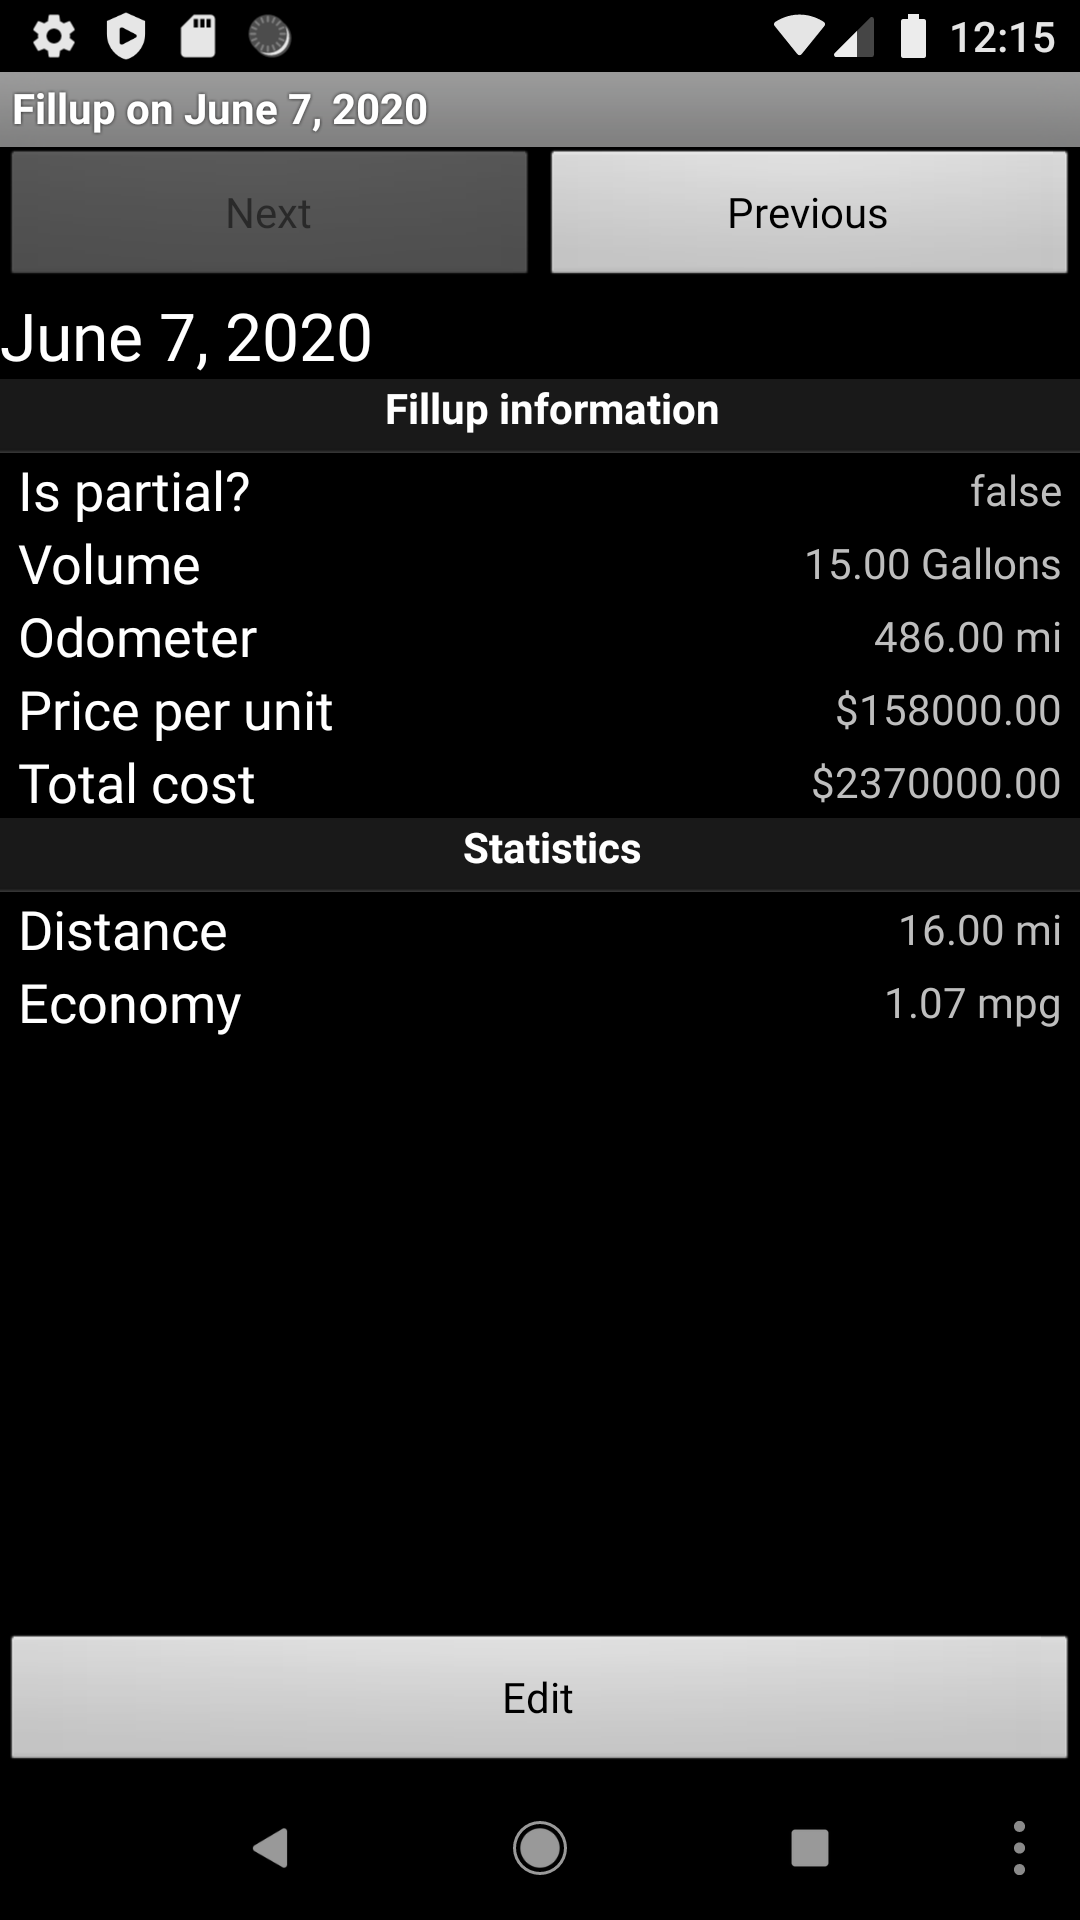 12:15
Fillup on June 7, 2020
Next
Previous
June 7, 2020
Fillup information
Is partial? false
Volume 15.00 Gallons
Odometer 486.00 mi
Price per unit $158000.00
Total cost $2370000.00
Statistics
Distance 16.00 mi
Economy 1.07 mpg
Edit